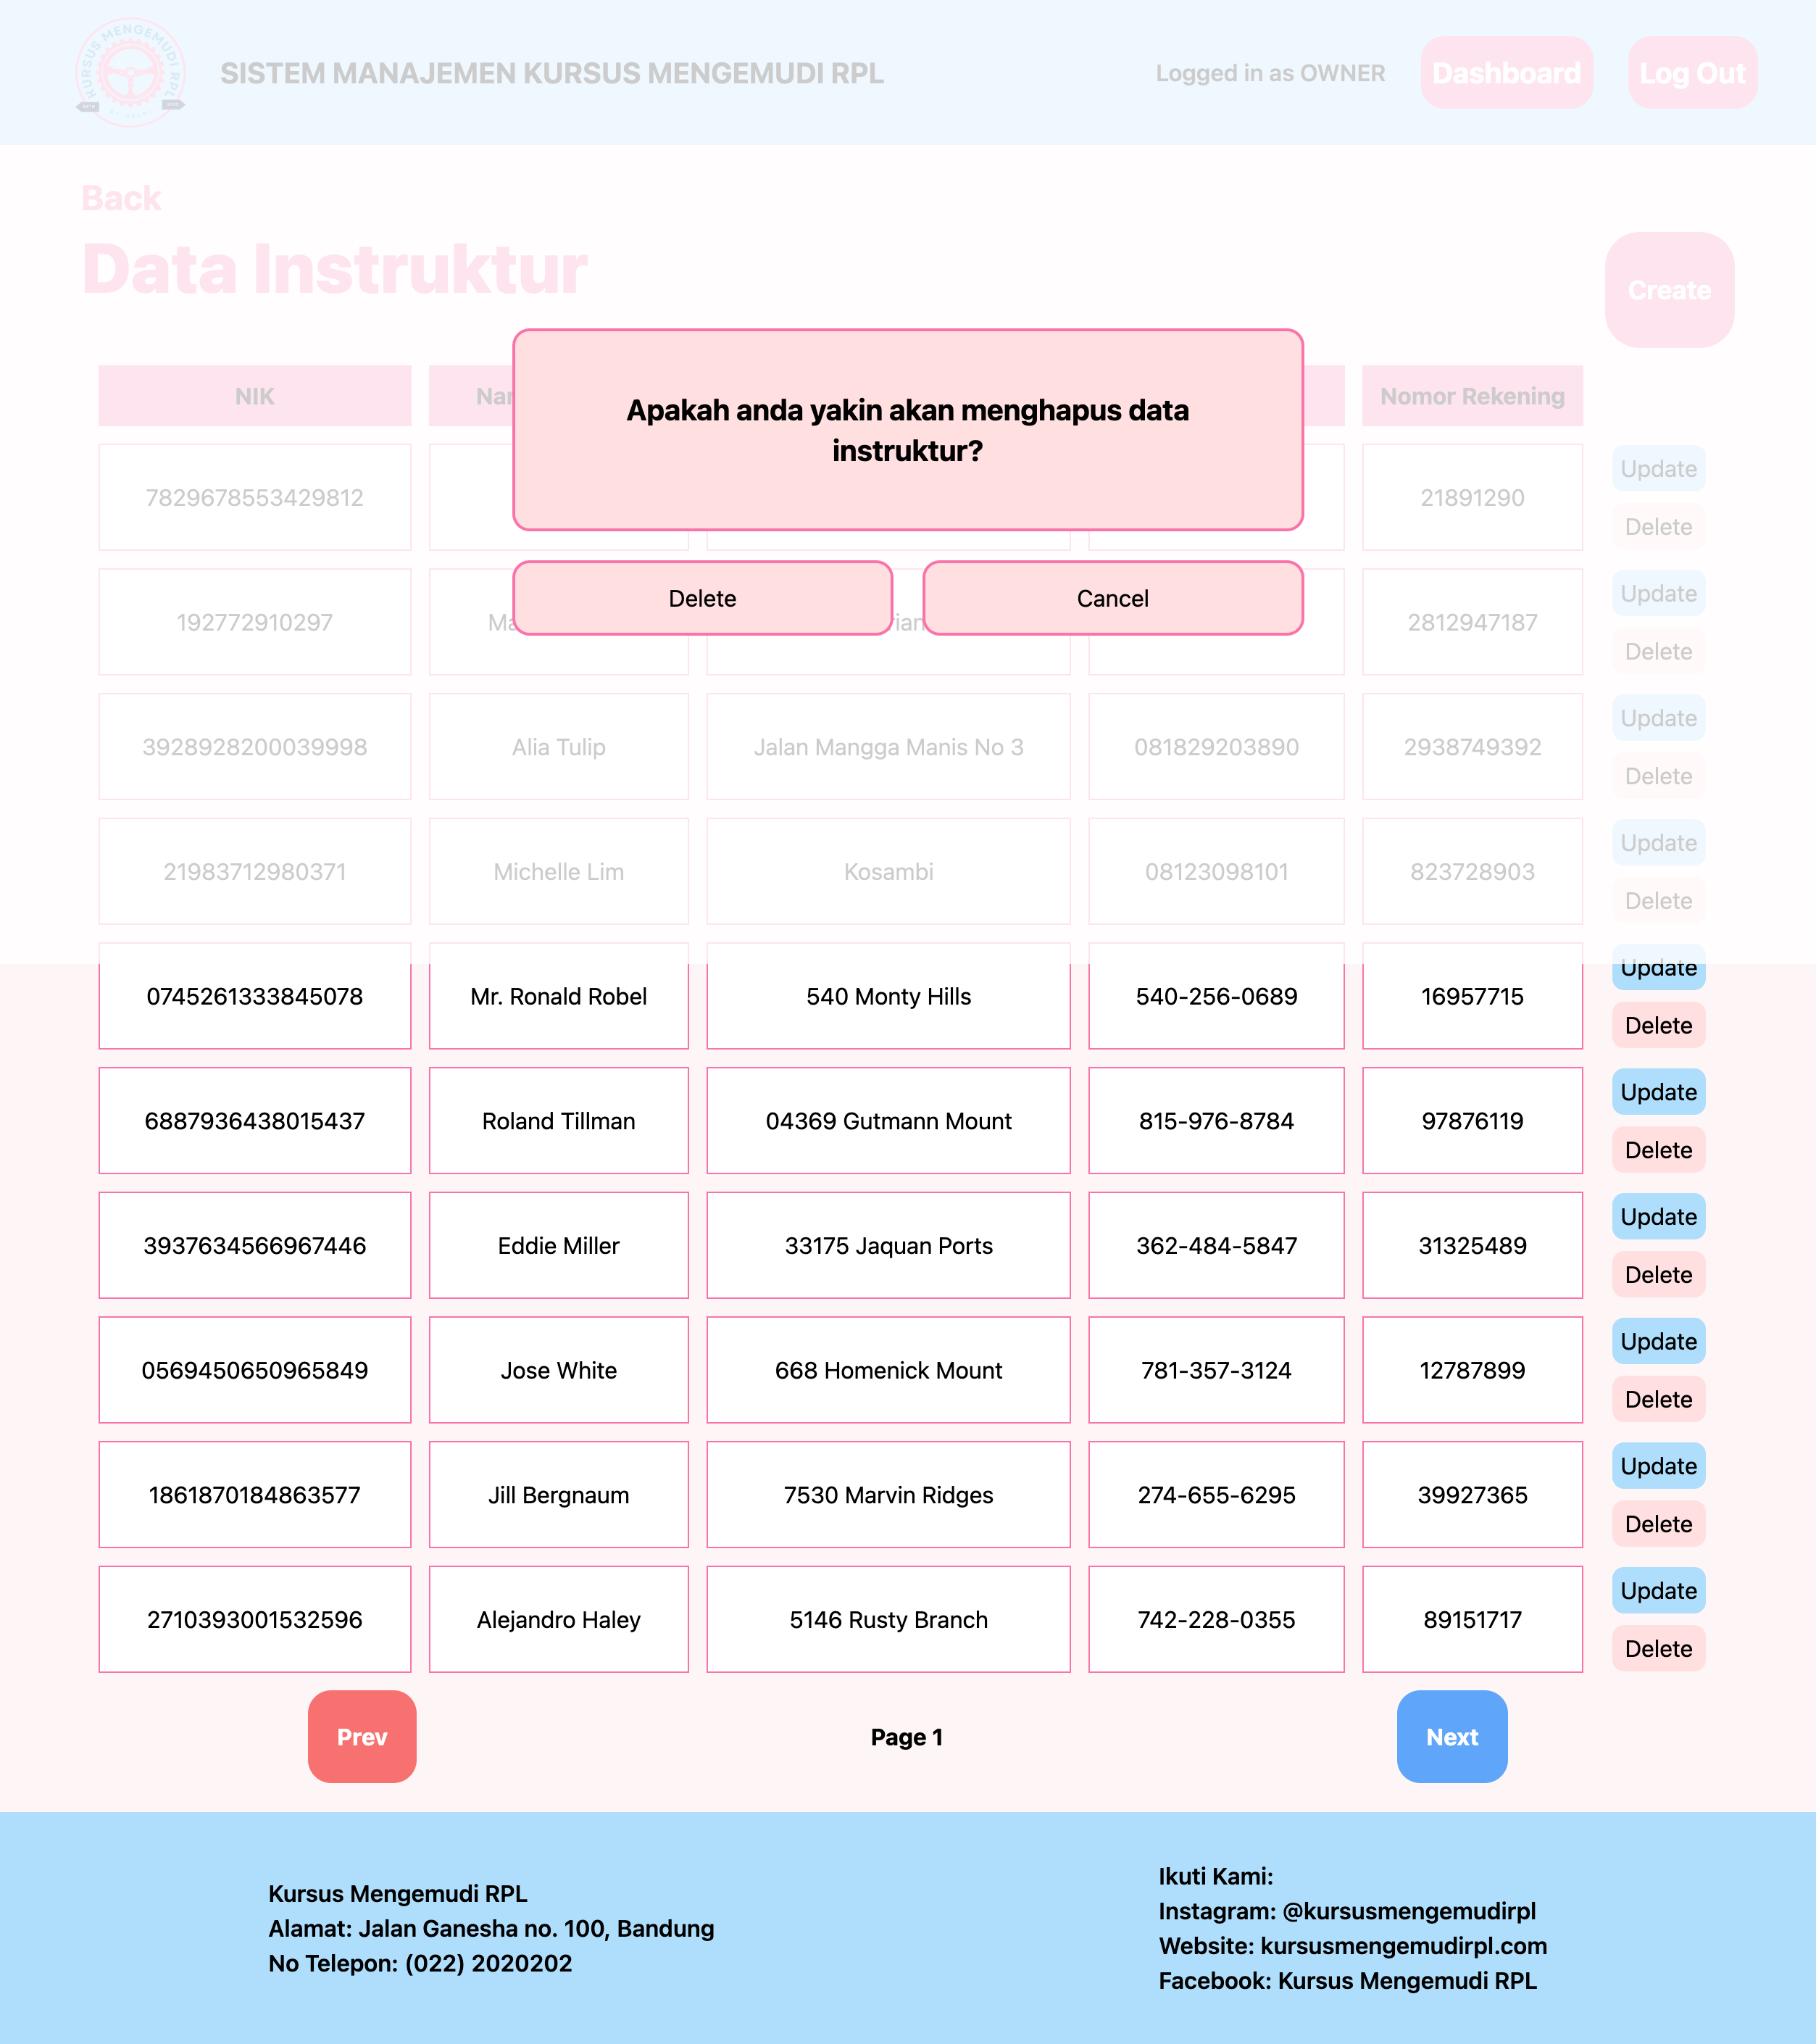 KURSUS MENGEMUDI RPL
SISTEM MANAJEMEN KURSUS MENGEMUDI RPL
Logged in as OWNER
Dashboard
Log Out
Back
Data Instruktur
Create
Apakah anda yakin akan menghapus data
instruktur?
Delete
Cancel
NIK
Nomor Rekening
7829678553429812
21891290
Update
Delete
192772910297
2812947187
Update
Delete
3928928200039998
Alia Tulip
Jalan Mangga Manis No 3
081829203890
2938749392
Update
Delete
21983712980371
Michelle Lim
Kosambi
08123098101
823728903
Update
Delete
0745261333845078
Mr. Ronald Robel
540 Monty Hills
540-256-0689
16957715
Update
Delete
6887936438015437
Roland Tillman
04369 Gutmann Mount
815-976-8784
97876119
Update
Delete
3937634566967446
Eddie Miller
33175 Jaquan Ports
362-484-5847
31325489
Update
Delete
0569450650965849
Jose White
668 Homenick Mount
781-357-3124
12787899
Update
Delete
1861870184863577
Jill Bergnaum
7530 Marvin Ridges
274-655-6295
39927365
Update
Delete
2710393001532596
Alejandro Haley
5146 Rusty Branch
742-228-0355
89151717
Update
Delete
Prev
Page 1
Next
Kursus Mengemudi RPL
Alamat: Jalan Ganesha no. 100, Bandung
No Telepon: (022) 2020202
Ikuti Kami:
Instagram: @kursusmengemudirpl
Website: kursusmengemudirpl.com
Facebook: Kursus Mengemudi RPL